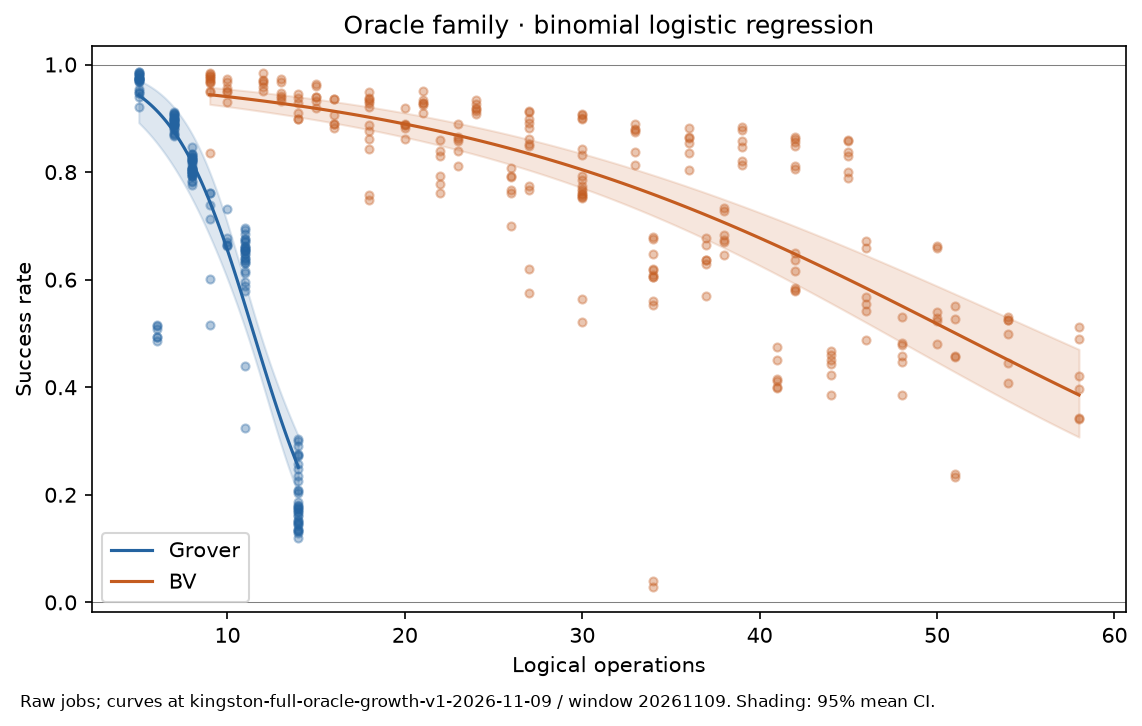 Oracle family · binomial logistic regression
Success rate
1.0
0.8
0.6
0.4
0.2
0.0
Grover
BV
10
20
30
40
50
60
Logical operations
Raw jobs; curves at kingston-full-oracle-growth-v1-2026-11-09 / window 20261109. Shading: 95% mean CI.